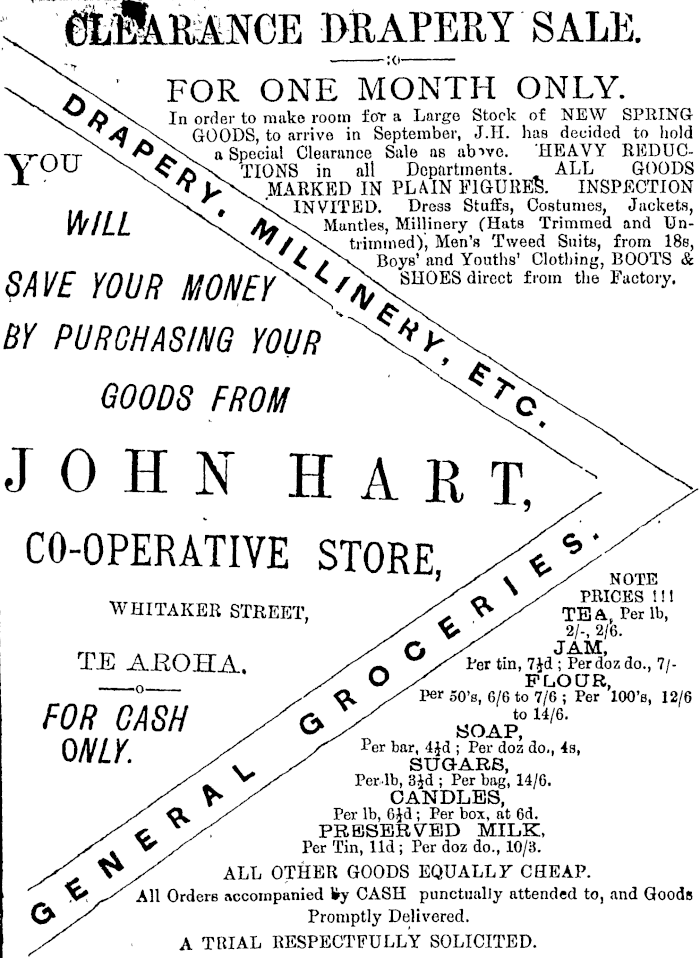 CLEARANCE DRAPERY SALE.
:o
FOR ONE MONTH ONLY.
In order to make room for a Large Stock of NEW SPRING
GOODS, to arrive in September, J.H. has decided to hold
a Special Clearance Sale as above. HEAVY REDUC-
TIONS in all Departments. ALL GOODS
MARKED IN PLAIN FIGURES. INSPECTION
INVITED. Dress Stuffs, Costumes, Jackets,
Mantles, Millinery (Hats Trimmed and Un-
trimmed), Men's Tweed Suits, from 18s,
Boys' and Youths' Clothing, BOOTS &
SHOES direct from the Factory.
DRAPERY. MILLINERY, ETC.
YOU
WILL
SAVE YOUR MONEY
BY PURCHASING YOUR
GOODS FROM
JOHN HART,
CO-OPERATIVE STORE,
WHITAKER STREET,
TE AROHA.
—o—
FOR CASH
ONLY.
GENERAL GROCERIES.
NOTE
PRICES !!!
TEA, Per lb,
2/-, 2/6.
JAM,
Per tin, 7½d ; Per doz do., 7/-
FLOUR,
Per 50's, 6/6 to 7/6 ; Per 100's, 12/6
to 14/6.
SOAP,
Per bar, 4½d ; Per doz do., 4s,
SUGARS,
Per lb, 3½d ; Per bag, 14/6.
CANDLES,
Per lb, 6½d ; Per box, at 6d.
PRESERVED MILK,
Per Tin, 11d ; Per doz do., 10/3.
ALL OTHER GOODS EQUALLY CHEAP.
All Orders accompanied by CASH punctually attended to, and Goods
Promptly Delivered.
A TRIAL RESPECTFULLY SOLICITED.